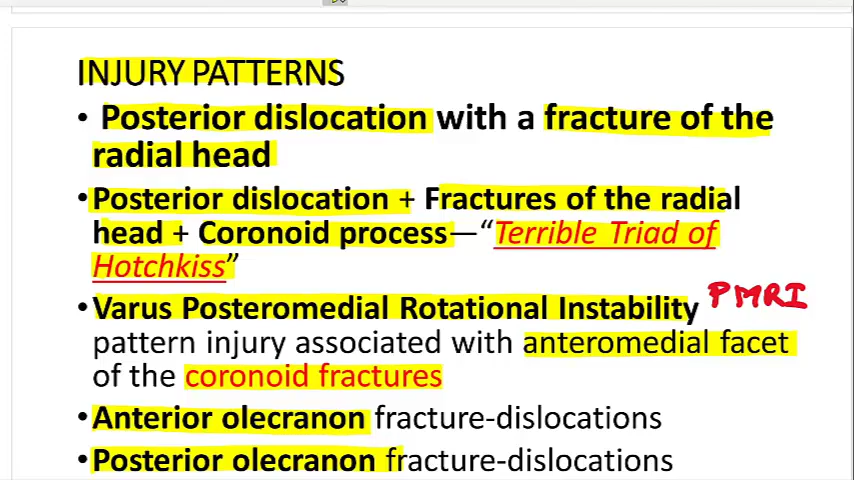 INJURY PATTERNS
• Posterior dislocation with a fracture of the
radial head
• Posterior dislocation + Fractures of the radial
head + Coronoid process—“Terrible Triad of
Hotchkiss”
• Varus Posteromedial Rotational Instability PMRI
pattern injury associated with anteromedial facet
of the coronoid fractures
• Anterior olecranon fracture-dislocations
• Posterior olecranon fracture-dislocations